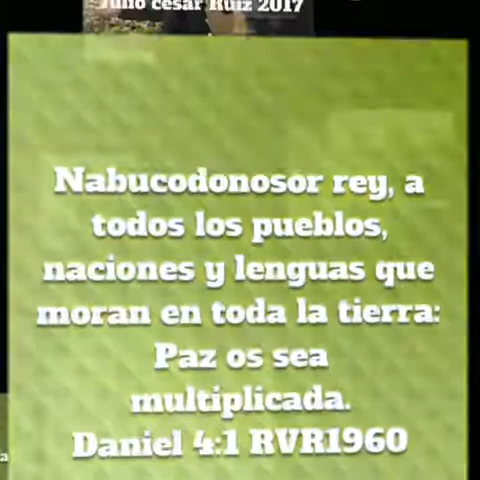 Julio cesar Ruiz 2017
Nabucodonosor rey, a
todos los pueblos,
naciones y lenguas que
moran en toda la tierra:
Paz os sea
multiplicada.
Daniel 4:1 RVR1960
a